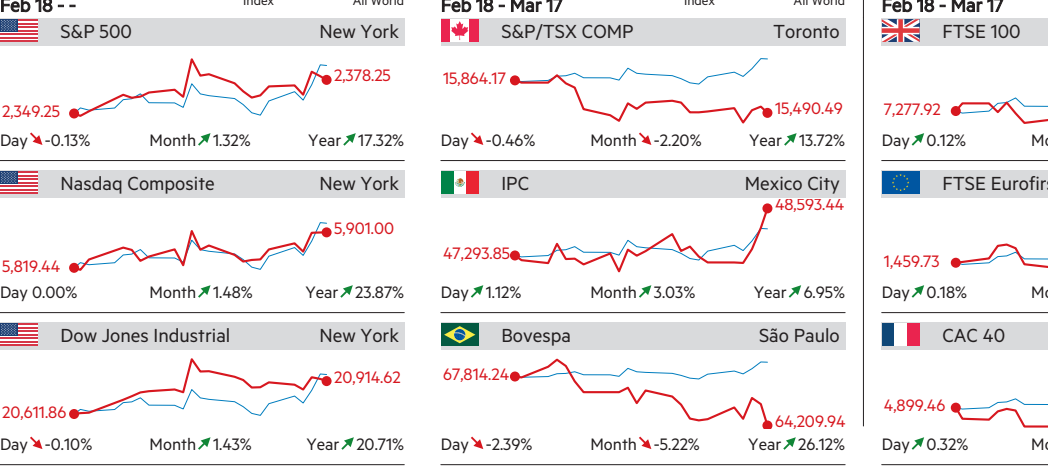 Feb 18 - -
Index
All World
S&P 500
New York
2,349.25
2,378.25
Day -0.13%
Month 1.32%
Year 17.32%
Nasdaq Composite
New York
5,819.44
5,901.00
Day 0.00%
Month 1.48%
Year 23.87%
Dow Jones Industrial
New York
20,611.86
20,914.62
Day -0.10%
Month 1.43%
Year 20.71%
Feb 18 - Mar 17
Index
All World
S&P/TSX COMP
Toronto
15,864.17
15,490.49
Day -0.46%
Month -2.20%
Year 13.72%
IPC
Mexico City
47,293.85
48,593.44
Day 1.12%
Month 3.03%
Year 6.95%
Bovespa
São Paulo
67,814.24
64,209.94
Day -2.39%
Month -5.22%
Year 26.12%
Feb 18 - Mar 17
FTSE 100
7,277.92
Day 0.12%
FTSE Eurofirs
1,459.73
Day 0.18%
CAC 40
4,899.46
Day 0.32%